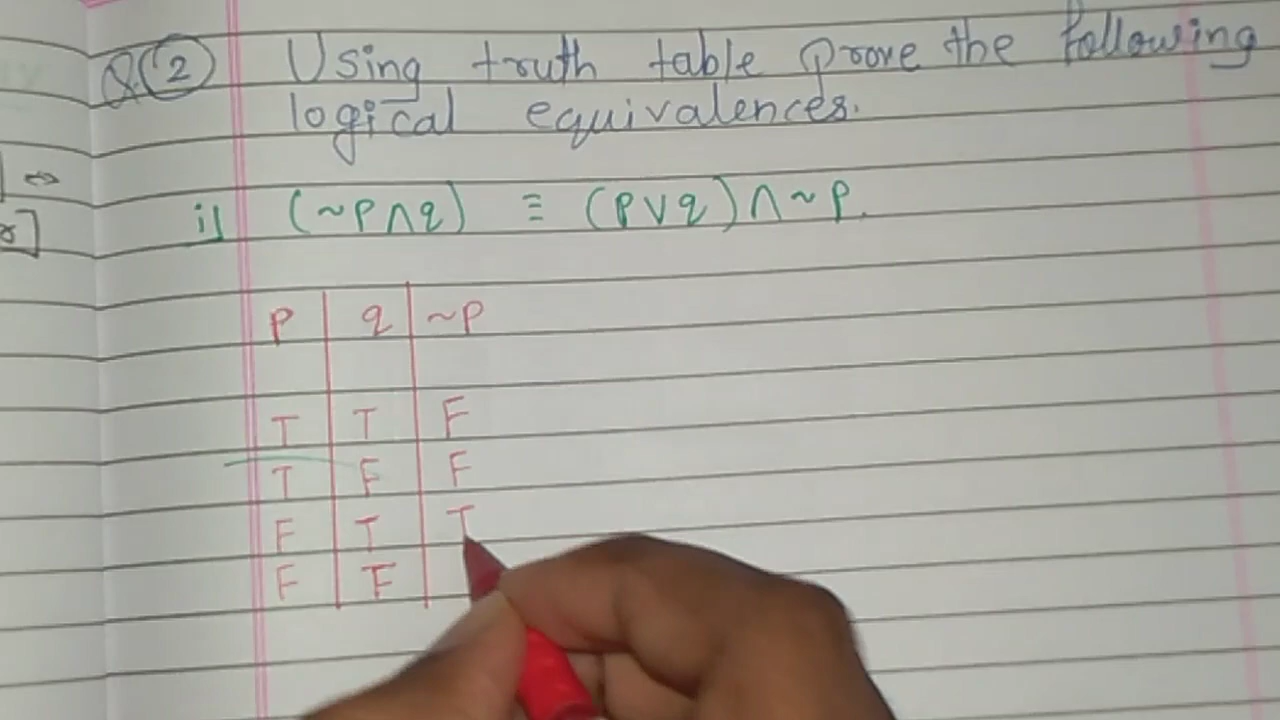 Q.(2) Using truth table prove the following
logical equivalences.
] ⇔
i] (~p∧q) ≡ (p∨q)∧~p.
p q ~p
T T F
T F F
F T T
F F